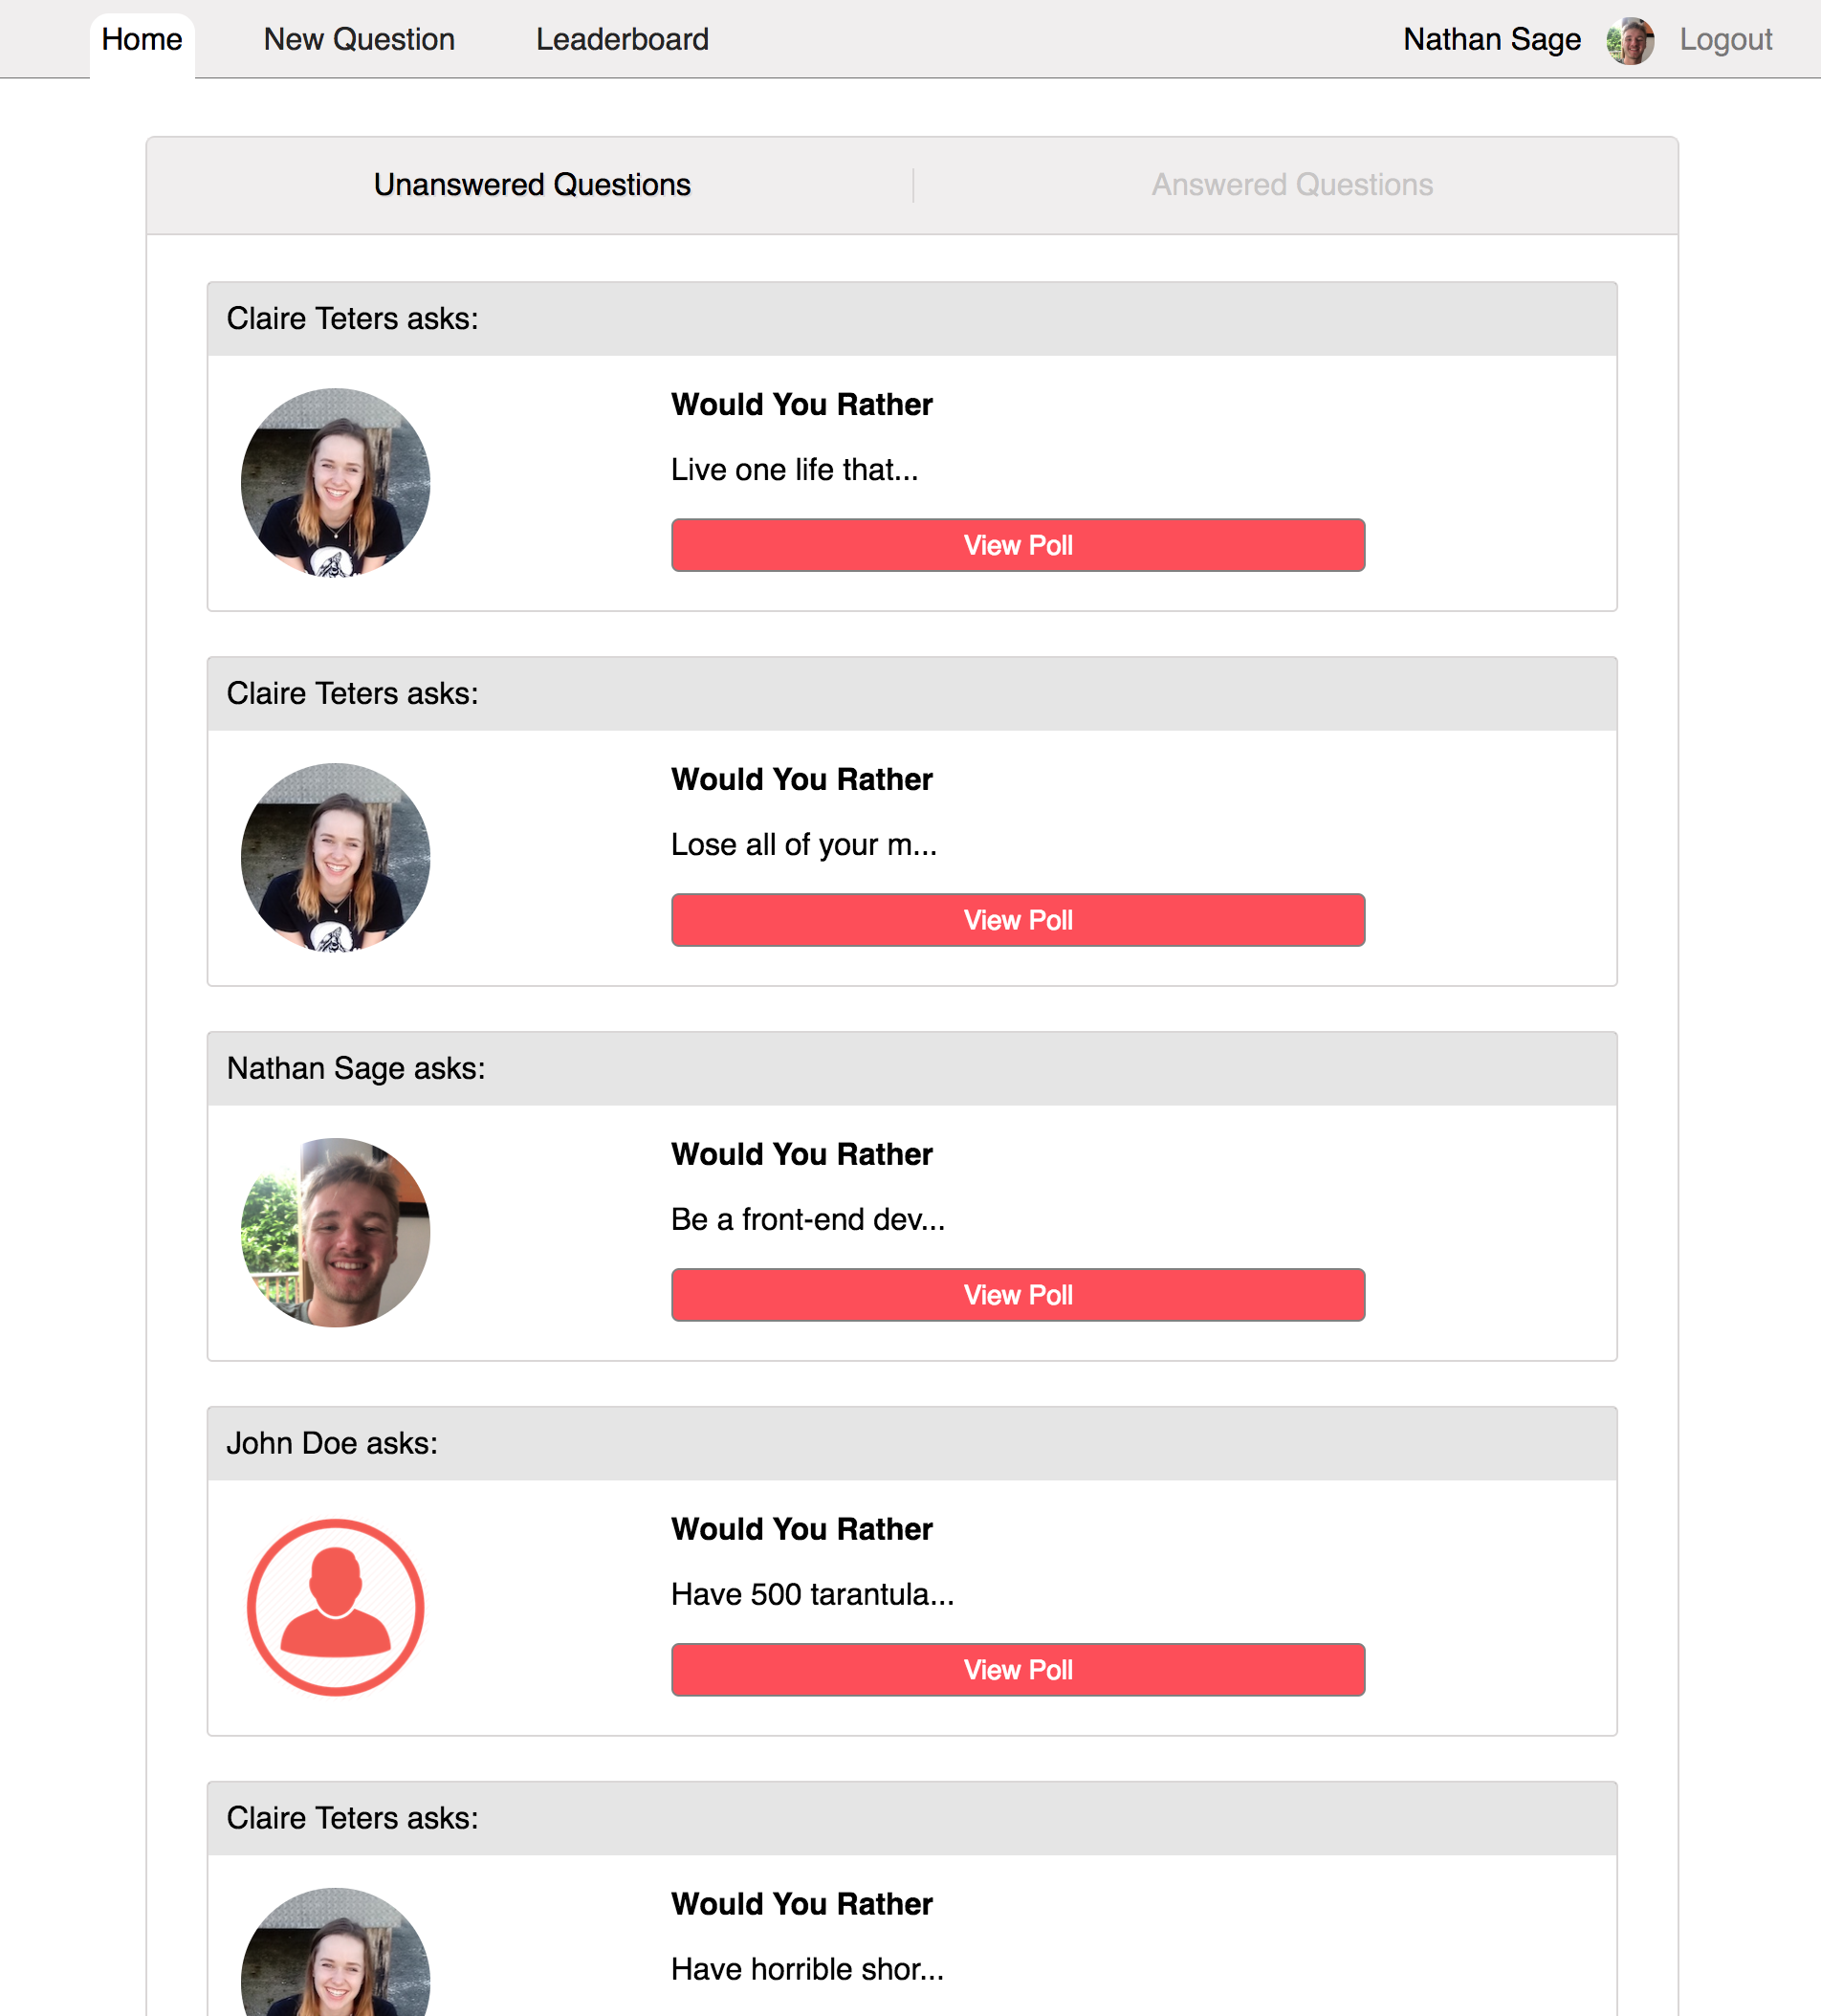 Home New Question Leaderboard Nathan Sage Logout
Unanswered Questions Answered Questions
Claire Teters asks:
Would You Rather
Live one life that...
View Poll
Claire Teters asks:
Would You Rather
Lose all of your m...
View Poll
Nathan Sage asks:
Would You Rather
Be a front-end dev...
View Poll
John Doe asks:
Would You Rather
Have 500 tarantula...
View Poll
Claire Teters asks:
Would You Rather
Have horrible shor...